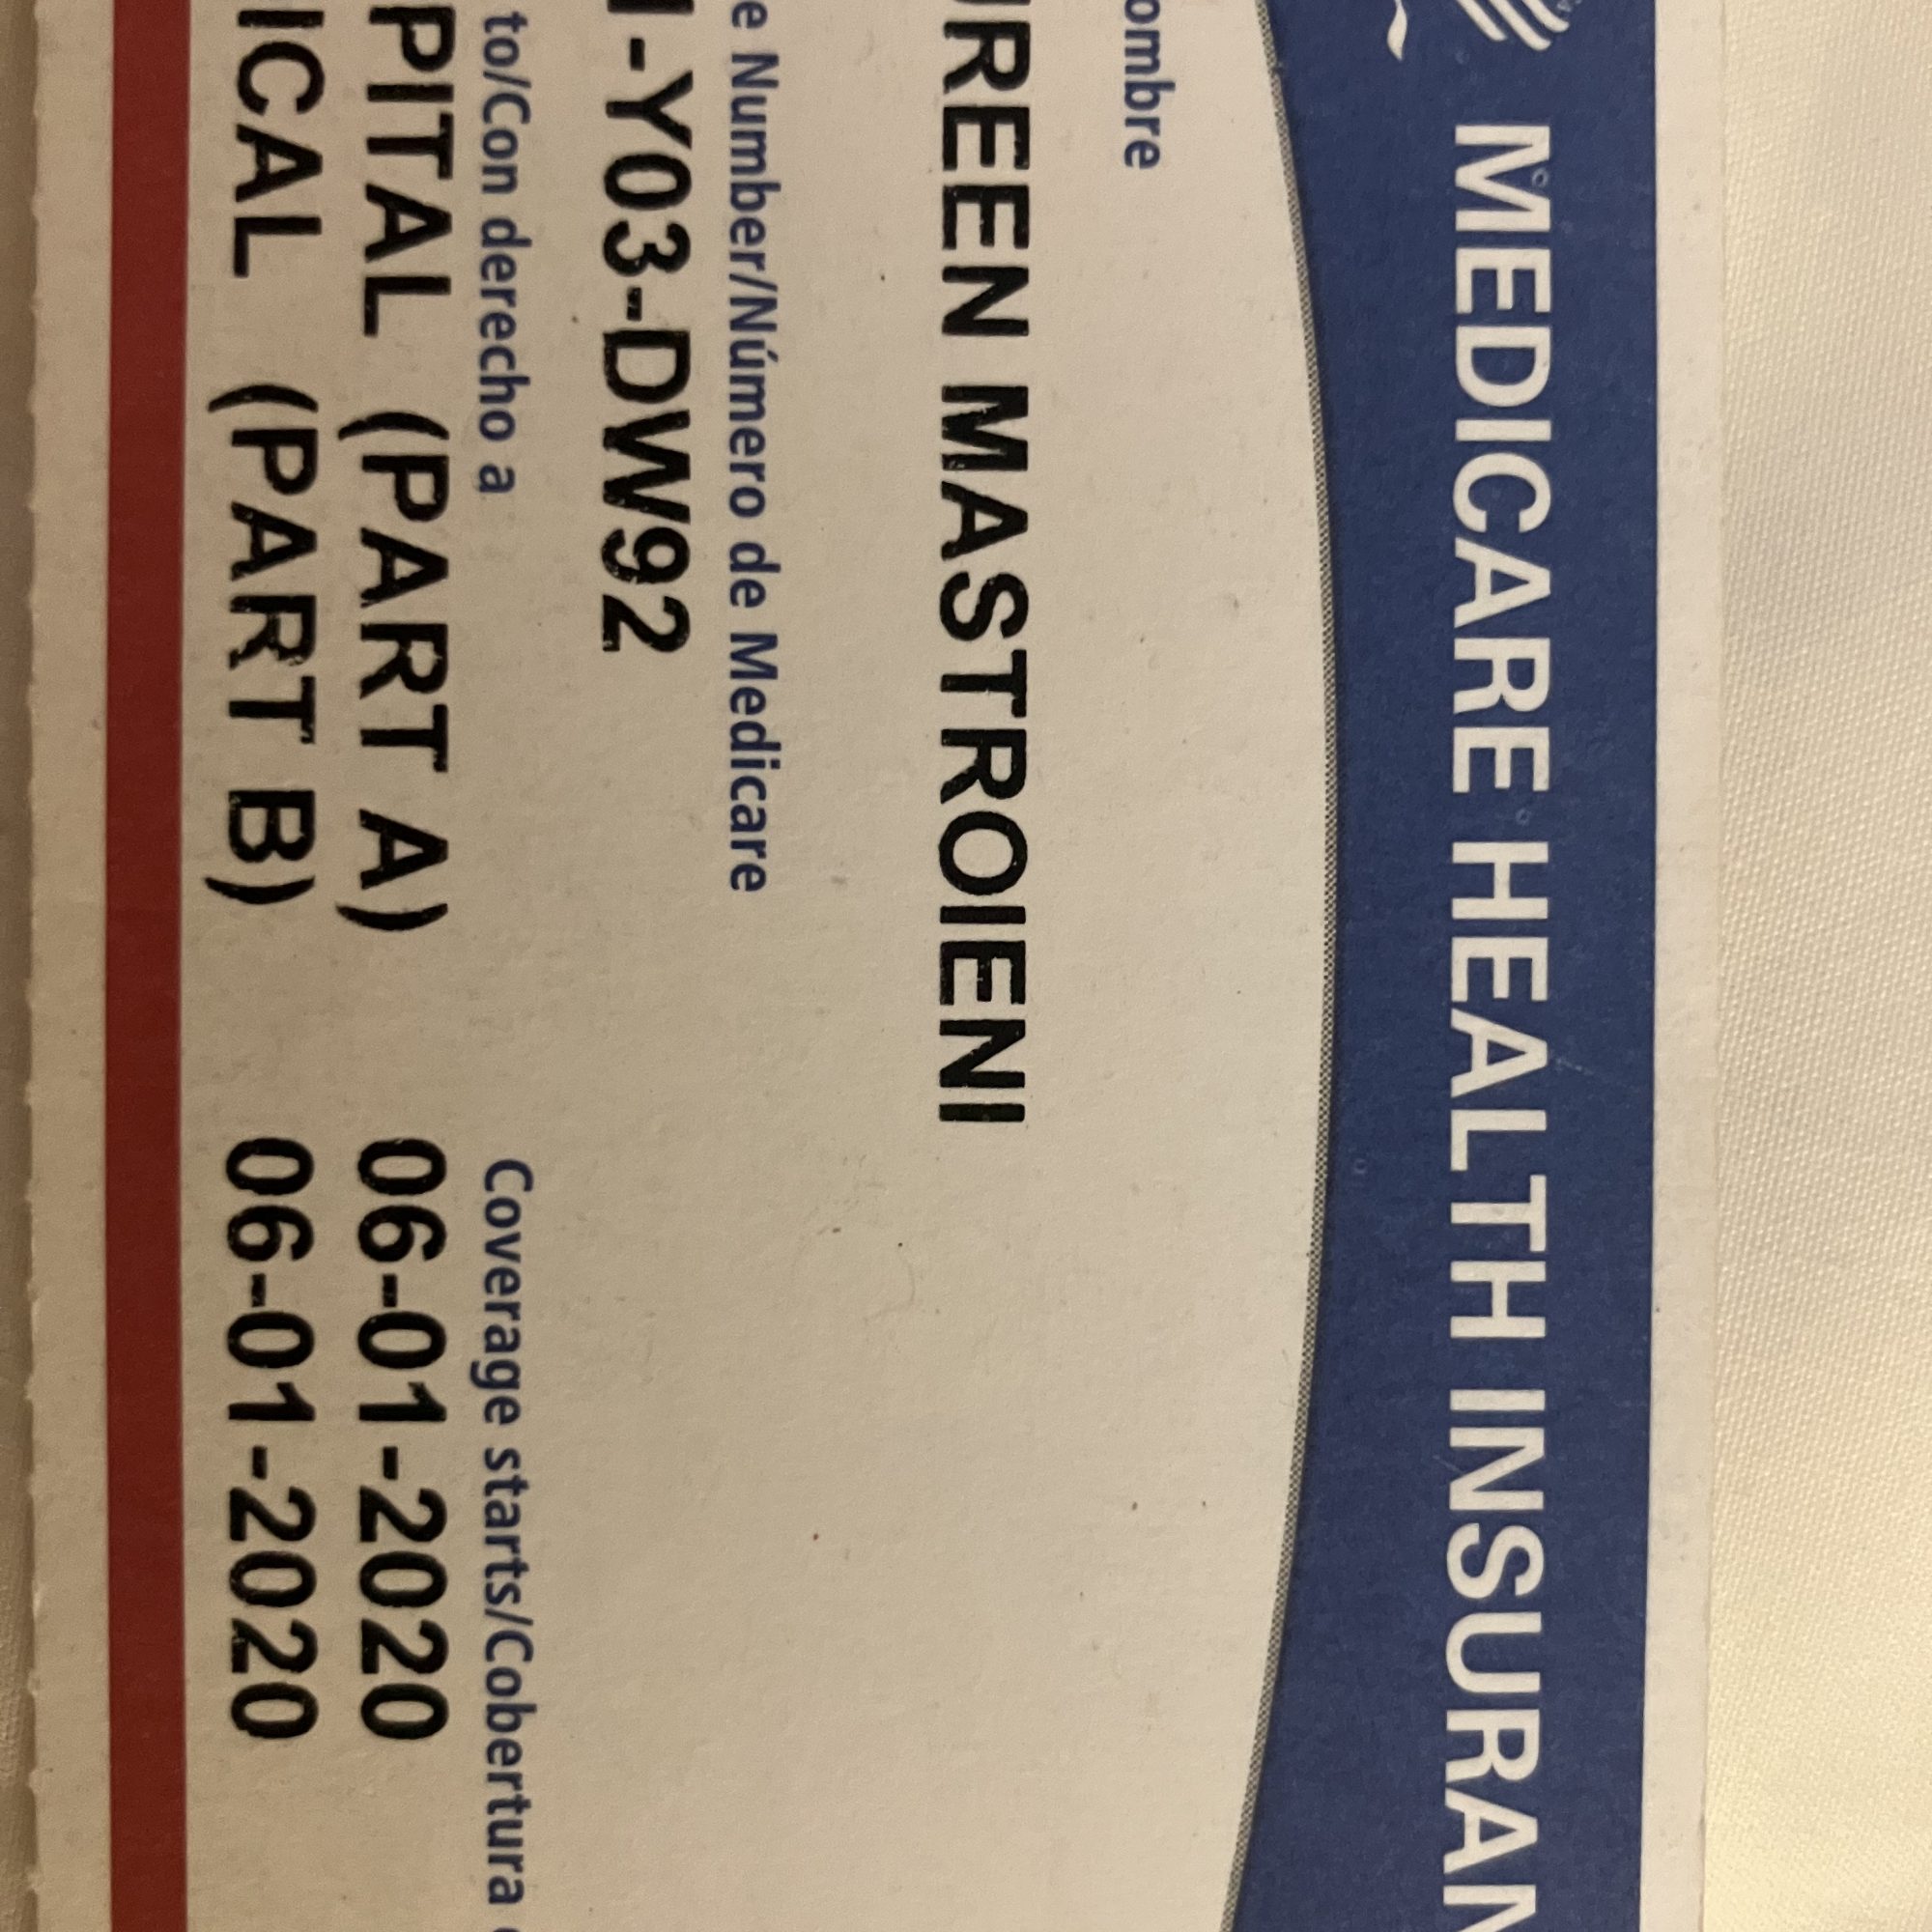 MEDICARE HEALTH INSURAN
ombre
UREEN MASTROIENI
e Number/Número de Medicare
-Y03-DW92
to/Con derecho a
Coverage starts/Cobertura
PITAL (PART A) 06-01-2020
ICAL (PART B) 06-01-2020